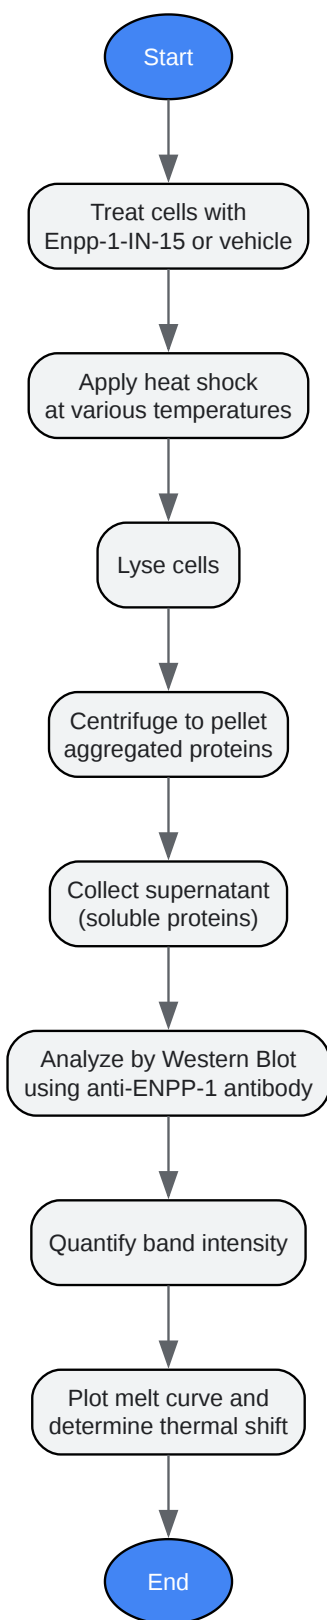 Start
Treat cells with
Enpp-1-IN-15 or vehicle
Apply heat shock
at various temperatures
Lyse cells
Centrifuge to pellet
aggregated proteins
Collect supernatant
(soluble proteins)
Analyze by Western Blot
using anti-ENPP-1 antibody
Quantify band intensity
Plot melt curve and
determine thermal shift
End